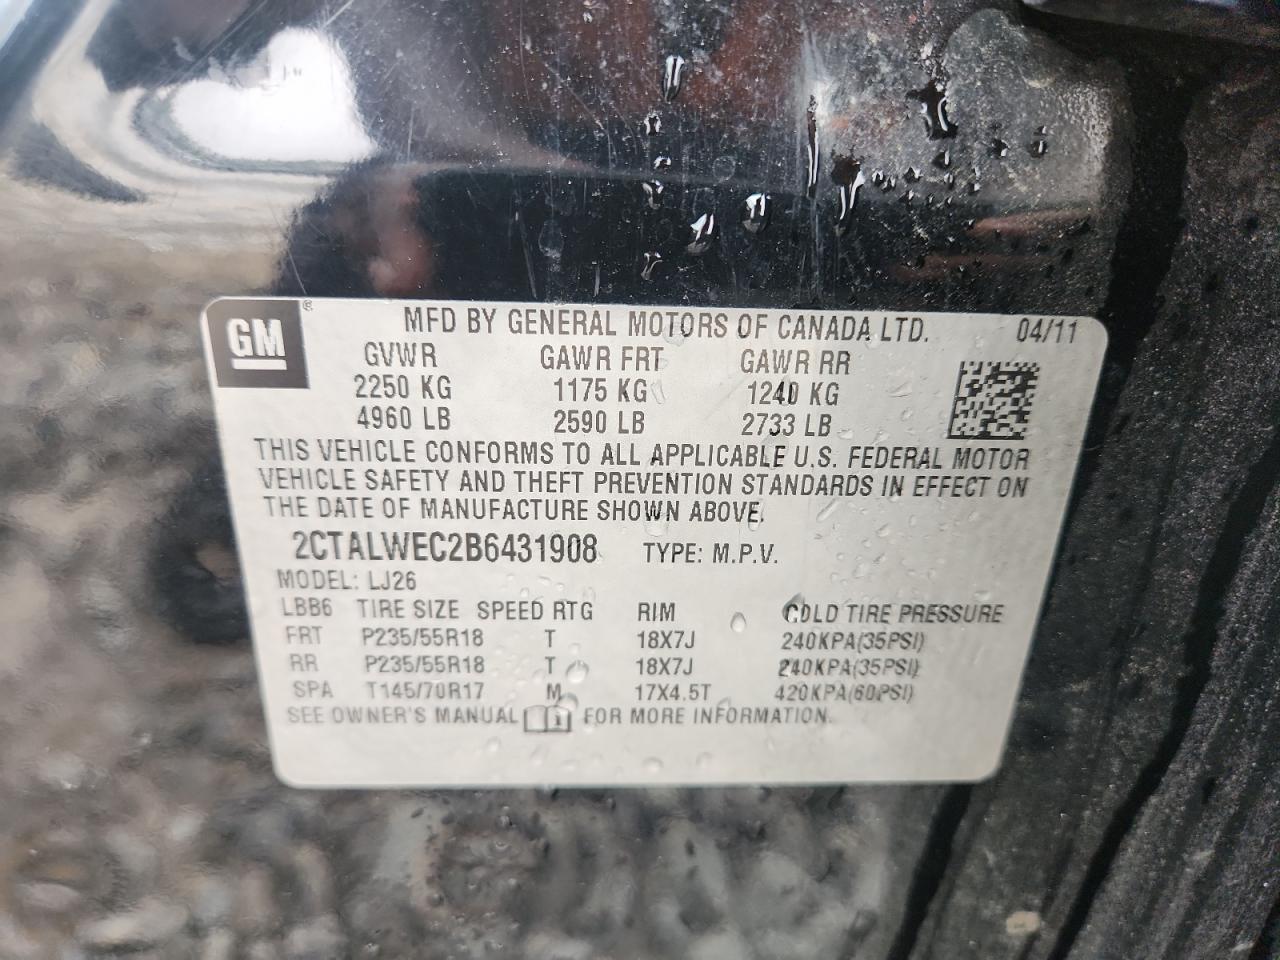 GM ® MFD BY GENERAL MOTORS OF CANADA LTD. 04/11
GVWR GAWR FRT GAWR RR
2250 KG 1175 KG 1240 KG
4960 LB 2590 LB 2733 LB
THIS VEHICLE CONFORMS TO ALL APPLICABLE U.S. FEDERAL MOTOR
VEHICLE SAFETY AND THEFT PREVENTION STANDARDS IN EFFECT ON
THE DATE OF MANUFACTURE SHOWN ABOVE.
2CTALWEC2B6431908 TYPE: M.P.V.
MODEL: LJ26
LBB6 TIRE SIZE SPEED RTG RIM COLD TIRE PRESSURE
FRT P235/55R18 T 18X7J 240KPA(35PSI)
RR P235/55R18 T 18X7J 240KPA(35PSI)
SPA T145/70R17 M 17X4.5T 420KPA(60PSI)
SEE OWNER'S MANUAL i FOR MORE INFORMATION.